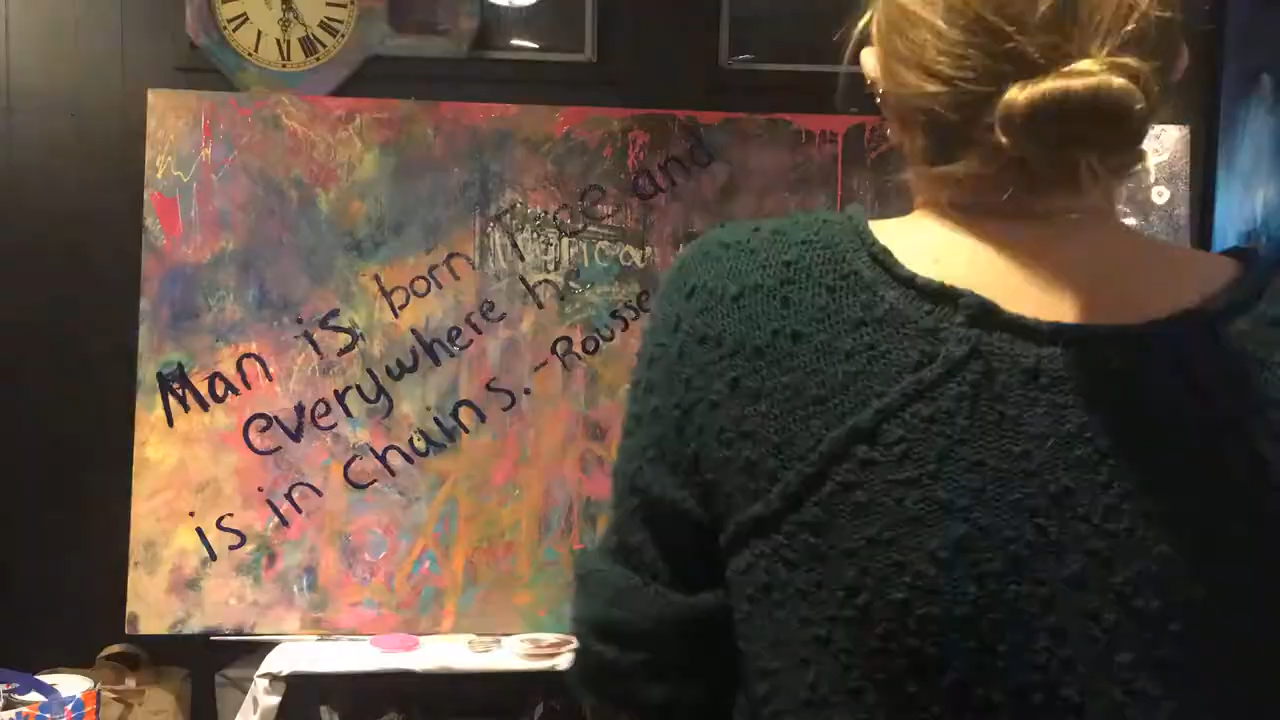 Man is born free and
everywhere he
is in chains. -Rousse